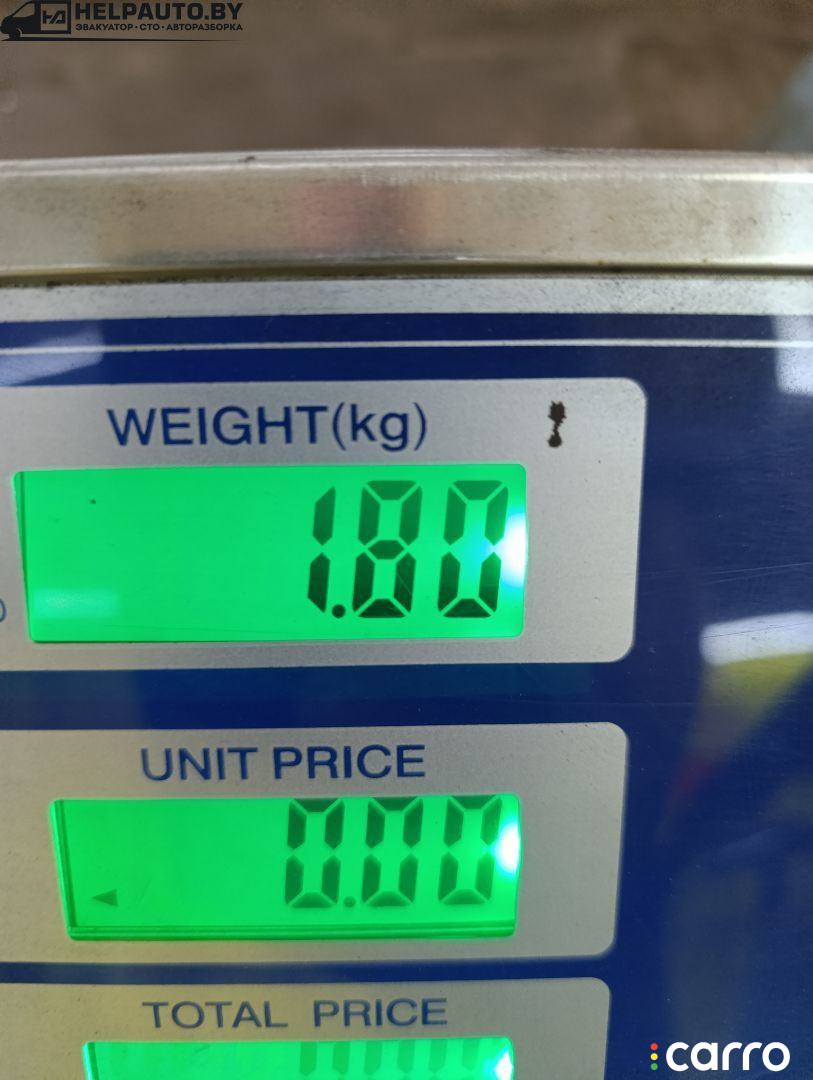 HELPAUTO.BY
ЭВАКУАТОР • СТО • АВТОРАЗБОРКА
WEIGHT(kg)
1.80
UNIT PRICE
0.00
TOTAL PRICE
carro